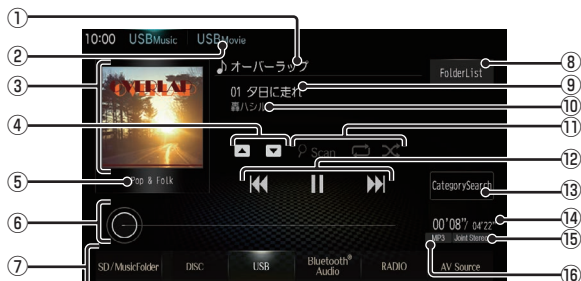 ①
10:00 USBMusic USBMovie
②
♪オーバーラップ
③
FolderList
⑧
OVERLAP
01 夕日に走れ
⑨
轟ハシル
⑩
④
Scan
⑪
⑫
⑤
Pop & Folk
CategorySearch
⑬
⑥
00'08"/ 04'22"
⑭
MP3 Joint Stereo
⑮
⑦
SD/MusicFolder DISC USB Bluetooth® Audio RADIO AV Source
⑯